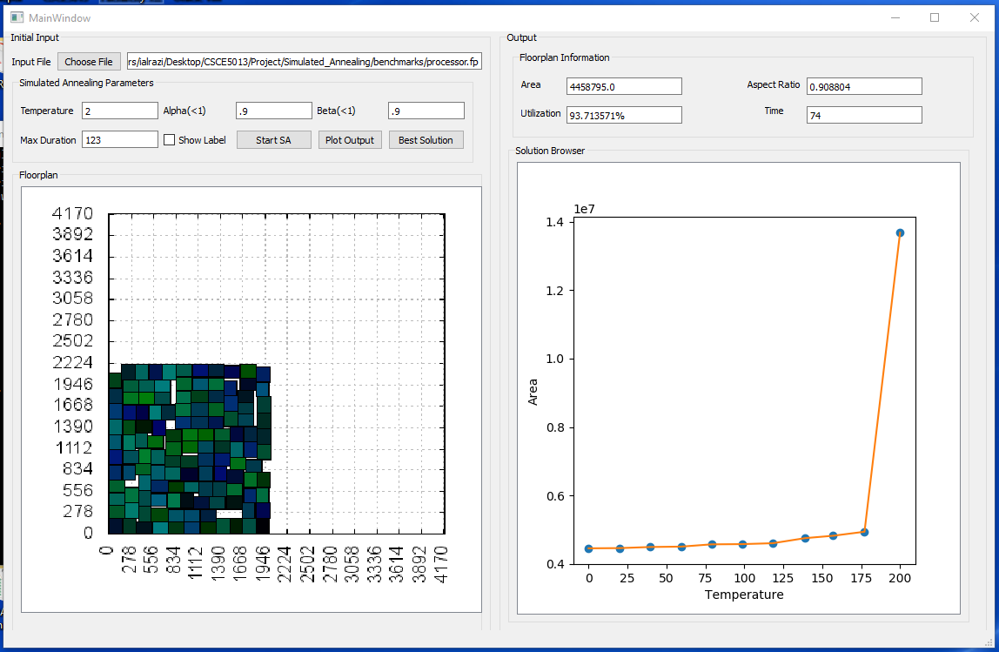 MainWindow
Initial Input
Input File Choose File rs/ialrazi/Desktop/CSCE5013/Project/Simulated_Annealing/benchmarks/processor.fp
Simulated Annealing Parameters
Temperature 2 Alpha(<1) .9 Beta(<1) .9
Max Duration 123 Show Label Start SA Plot Output Best Solution
Floorplan
4170
3892
3614
3336
3058
2780
2502
2224
1946
1668
1390
1112
834
556
278
0
0 278 556 834 1112 1390 1668 1946 2224 2502 2780 3058 3336 3614 3892 4170
Output
Floorplan Information
Area 4458795.0 Aspect Ratio 0.908804
Utilization 93.713571% Time 74
Solution Browser
1e7
1.4
1.2
1.0
0.8
0.6
0.4
Area
0 25 50 75 100 125 150 175 200
Temperature